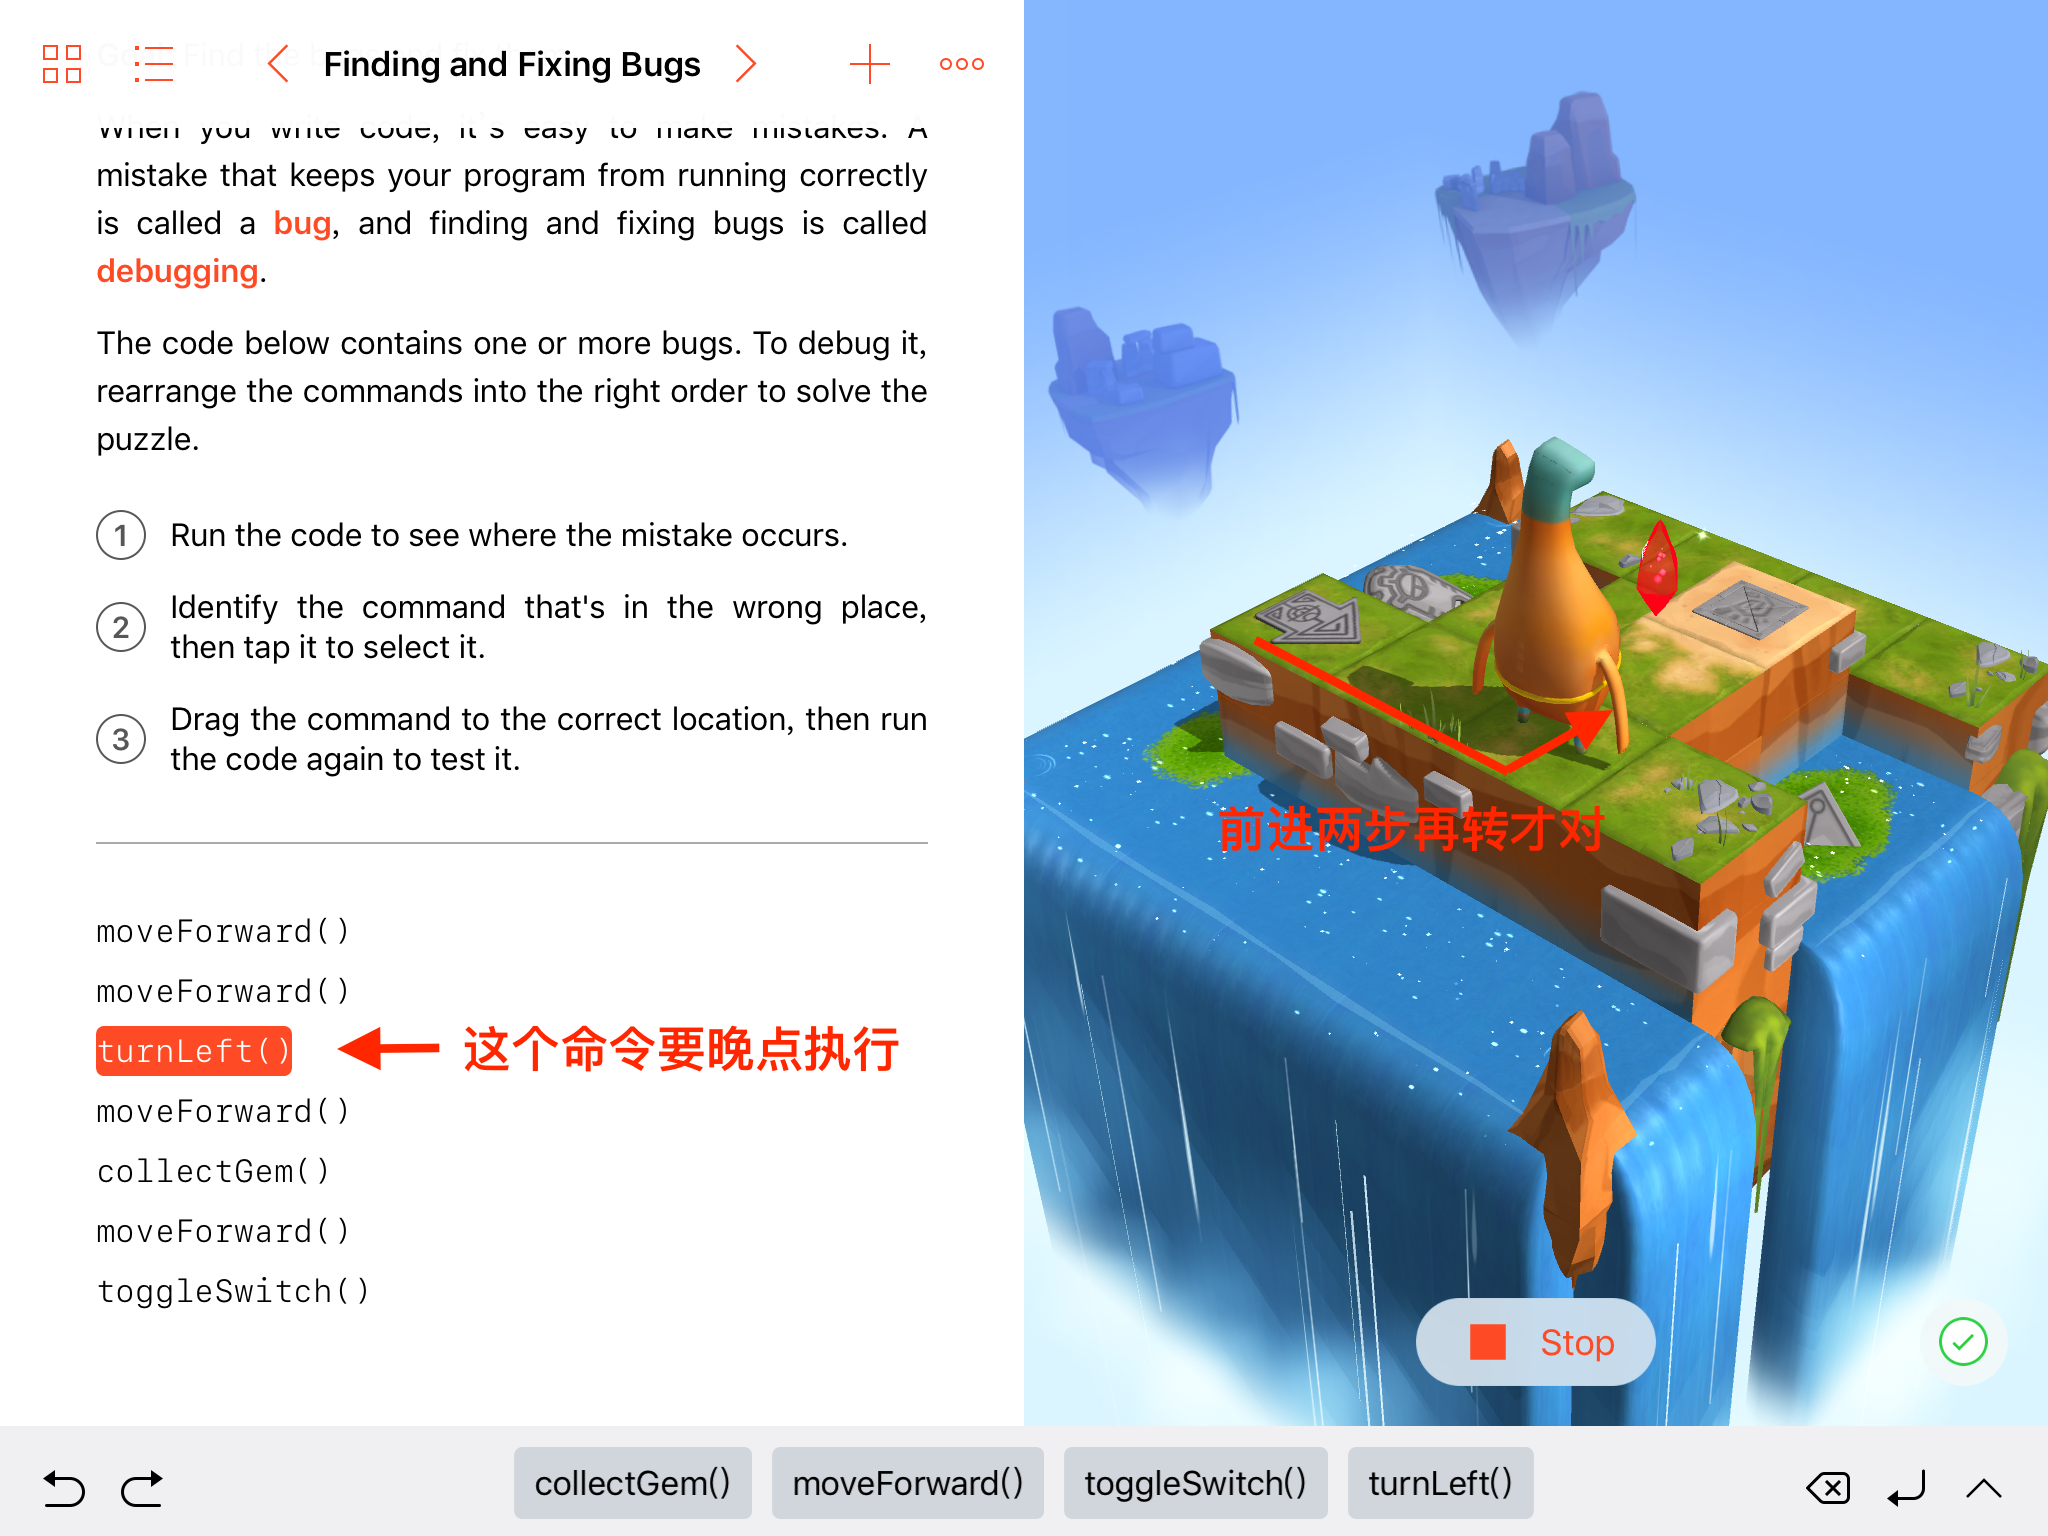 Finding and Fixing Bugs
When you write code, it's easy to make mistakes. A
mistake that keeps your program from running correctly
is called a bug, and finding and fixing bugs is called
debugging.
The code below contains one or more bugs. To debug it,
rearrange the commands into the right order to solve the
puzzle.
1 Run the code to see where the mistake occurs.
2 Identify the command that's in the wrong place,
then tap it to select it.
3 Drag the command to the correct location, then run
the code again to test it.
moveForward()
moveForward()
turnLeft() 这个命令要晚点执行
moveForward()
collectGem()
moveForward()
toggleSwitch()
前进两步再转才对
Stop
collectGem()
moveForward()
toggleSwitch()
turnLeft()